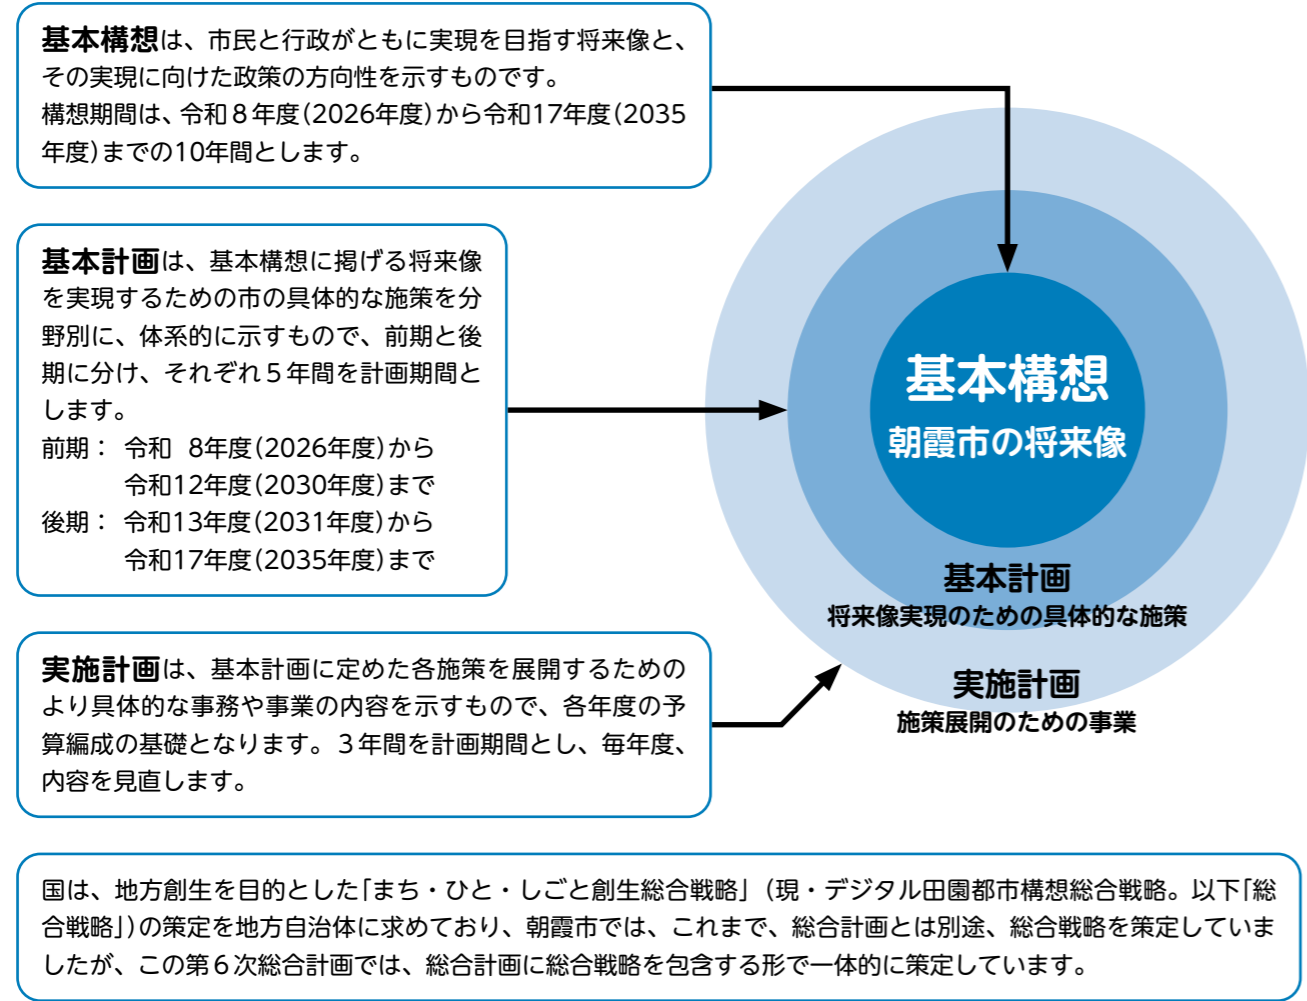 基本構想は、市民と行政がともに実現を目指す将来像と、
その実現に向けた政策の方向性を示すものです。
構想期間は、令和８年度(2026年度)から令和17年度(2035
年度)までの10年間とします。
基本計画は、基本構想に掲げる将来像
を実現するための市の具体的な施策を分
野別に、体系的に示すもので、前期と後
期に分け、それぞれ５年間を計画期間と
します。
前期： 令和 8年度(2026年度)から
令和12年度(2030年度)まで
後期： 令和13年度(2031年度)から
令和17年度(2035年度)まで
実施計画は、基本計画に定めた各施策を展開するための
より具体的な事務や事業の内容を示すもので、各年度の予
算編成の基礎となります。３年間を計画期間とし、毎年度、
内容を見直します。
基本構想
朝霞市の将来像
基本計画
将来像実現のための具体的な施策
実施計画
施策展開のための事業
国は、地方創生を目的とした「まち・ひと・しごと創生総合戦略」（現・デジタル田園都市構想総合戦略。以下「総
合戦略」)の策定を地方自治体に求めており、朝霞市では、これまで、総合計画とは別途、総合戦略を策定していま
したが、この第６次総合計画では、総合計画に総合戦略を包含する形で一体的に策定しています。